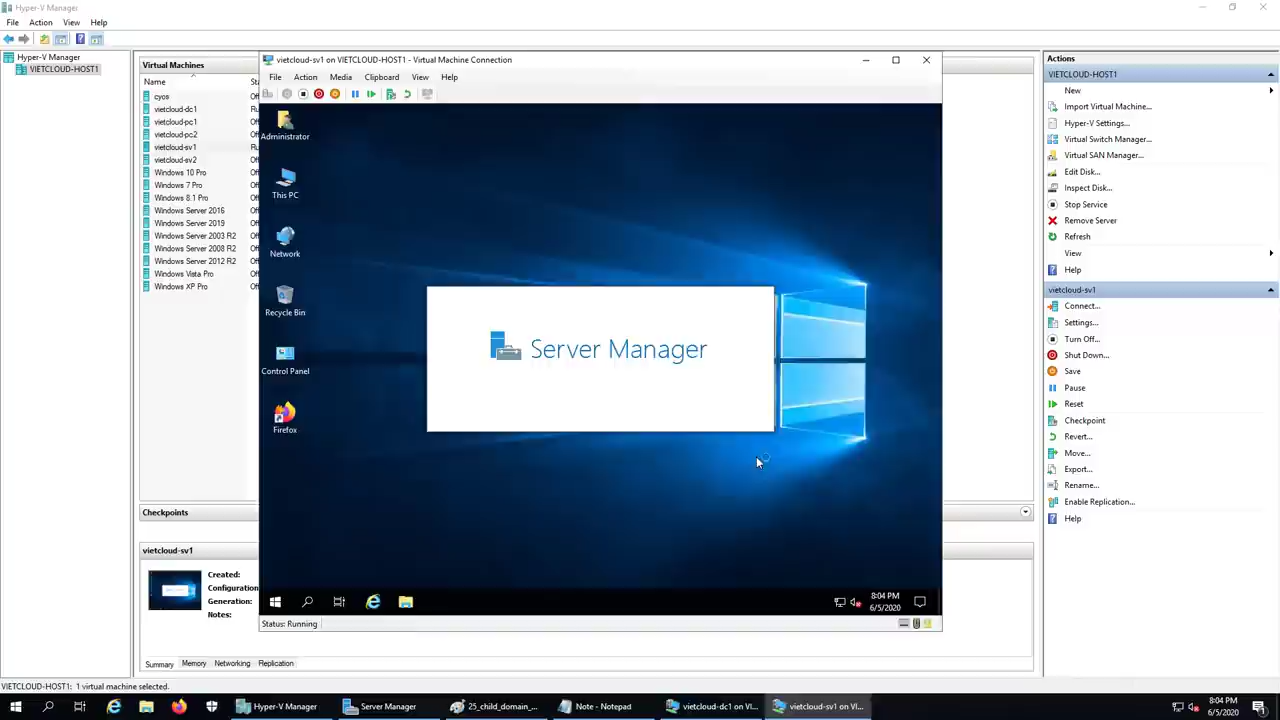 Hyper-V Manager
File Action View Help
Hyper-V Manager
VIETCLOUD-HOST1
Virtual Machines
Name
cyos
vietcloud-dc1
vietcloud-pc1
vietcloud-pc2
vietcloud-sv1
vietcloud-sv2
Windows 10 Pro
Windows 7 Pro
Windows 8.1 Pro
Windows Server 2016
Windows Server 2019
Windows Server 2003 R2
Windows Server 2008 R2
Windows Server 2012 R2
Windows Vista Pro
Windows XP Pro
Checkpoints
vietcloud-sv1
Created:
Configuration
Generation:
Notes:
Summary Memory Networking Replication
VIETCLOUD-HOST1: 1 virtual machine selected.
vietcloud-sv1 on VIETCLOUD-HOST1 - Virtual Machine Connection
File Action Media Clipboard View Help
Administrator
This PC
Network
Recycle Bin
Control Panel
Firefox
Server Manager
8:04 PM
6/5/2020
Status: Running
Actions
VIETCLOUD-HOST1
New
Import Virtual Machine...
Hyper-V Settings...
Virtual Switch Manager...
Virtual SAN Manager...
Edit Disk...
Inspect Disk...
Stop Service
Remove Server
Refresh
View
Help
vietcloud-sv1
Connect...
Settings...
Turn Off...
Shut Down...
Save
Pause
Reset
Checkpoint
Revert...
Move...
Export...
Rename...
Enable Replication...
Help
Hyper-V Manager
Server Manager
25_child_domain_...
Note - Notepad
vietcloud-dc1 on VI...
vietcloud-sv1 on VI...
8:04 PM
6/5/2020